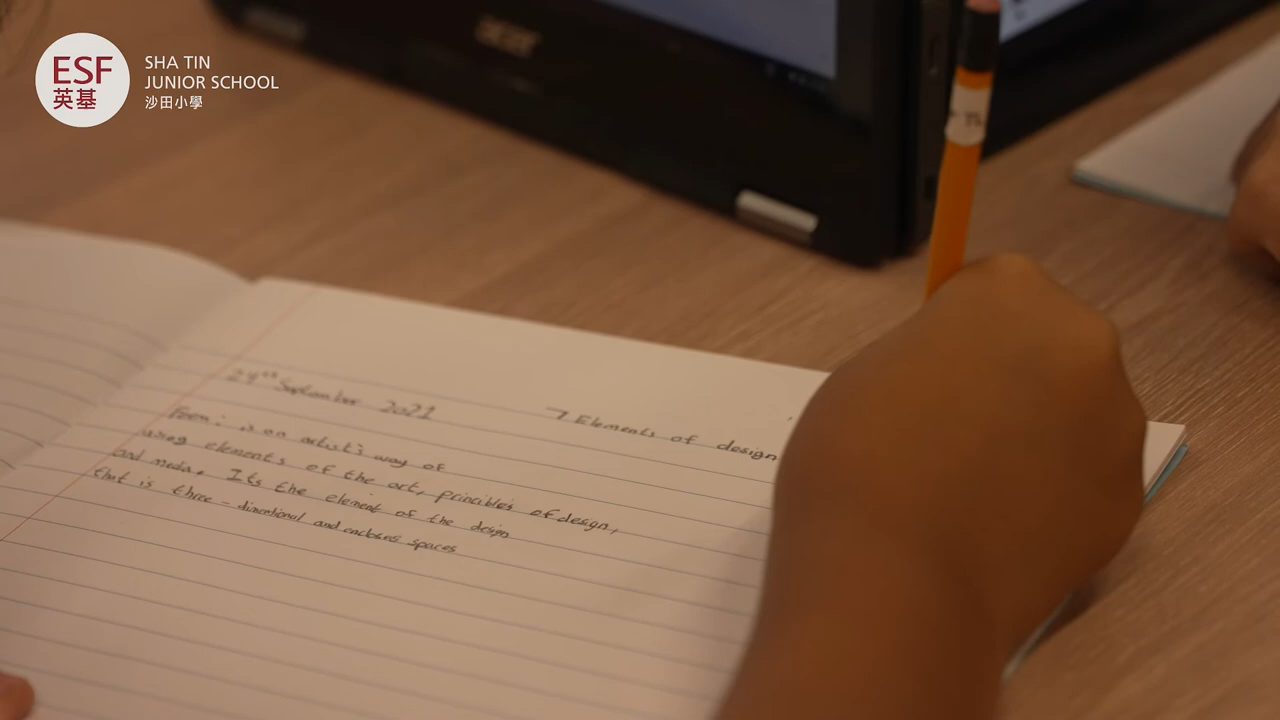 ESF
英基
SHA TIN
JUNIOR SCHOOL
沙田小學
acer
24th September 2021
7 Elements of design
Form: is an artist's way of
using elements of the art, principles of design,
and media. Its the element of the design
that is three-dimentional and encloses spaces